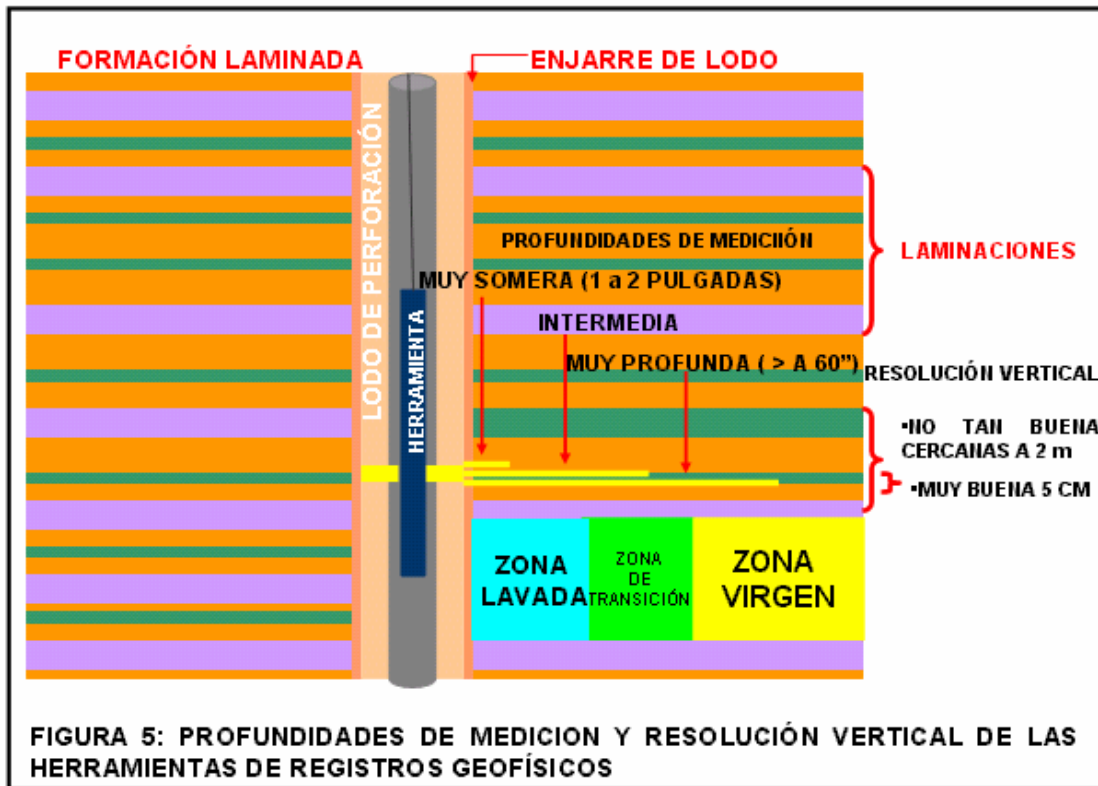 FORMACIÓN LAMINADA
ENJARRE DE LODO
LODO DE PERFORACIÓN
HERRAMIENTA
PROFUNDIDADES DE MEDICIIÓN
MUY SOMERA (1 a 2 PULGADAS)
INTERMEDIA
MUY PROFUNDA ( > A 60”)
LAMINACIONES
RESOLUCIÓN VERTICAL
▪NO TAN BUENA
CERCANAS A 2 m
▪MUY BUENA 5 CM
ZONA
LAVADA
ZONA
DE
TRANSICIÓN
ZONA
VIRGEN
FIGURA 5: PROFUNDIDADES DE MEDICION Y RESOLUCIÓN VERTICAL DE LAS
HERRAMIENTAS DE REGISTROS GEOFÍSICOS